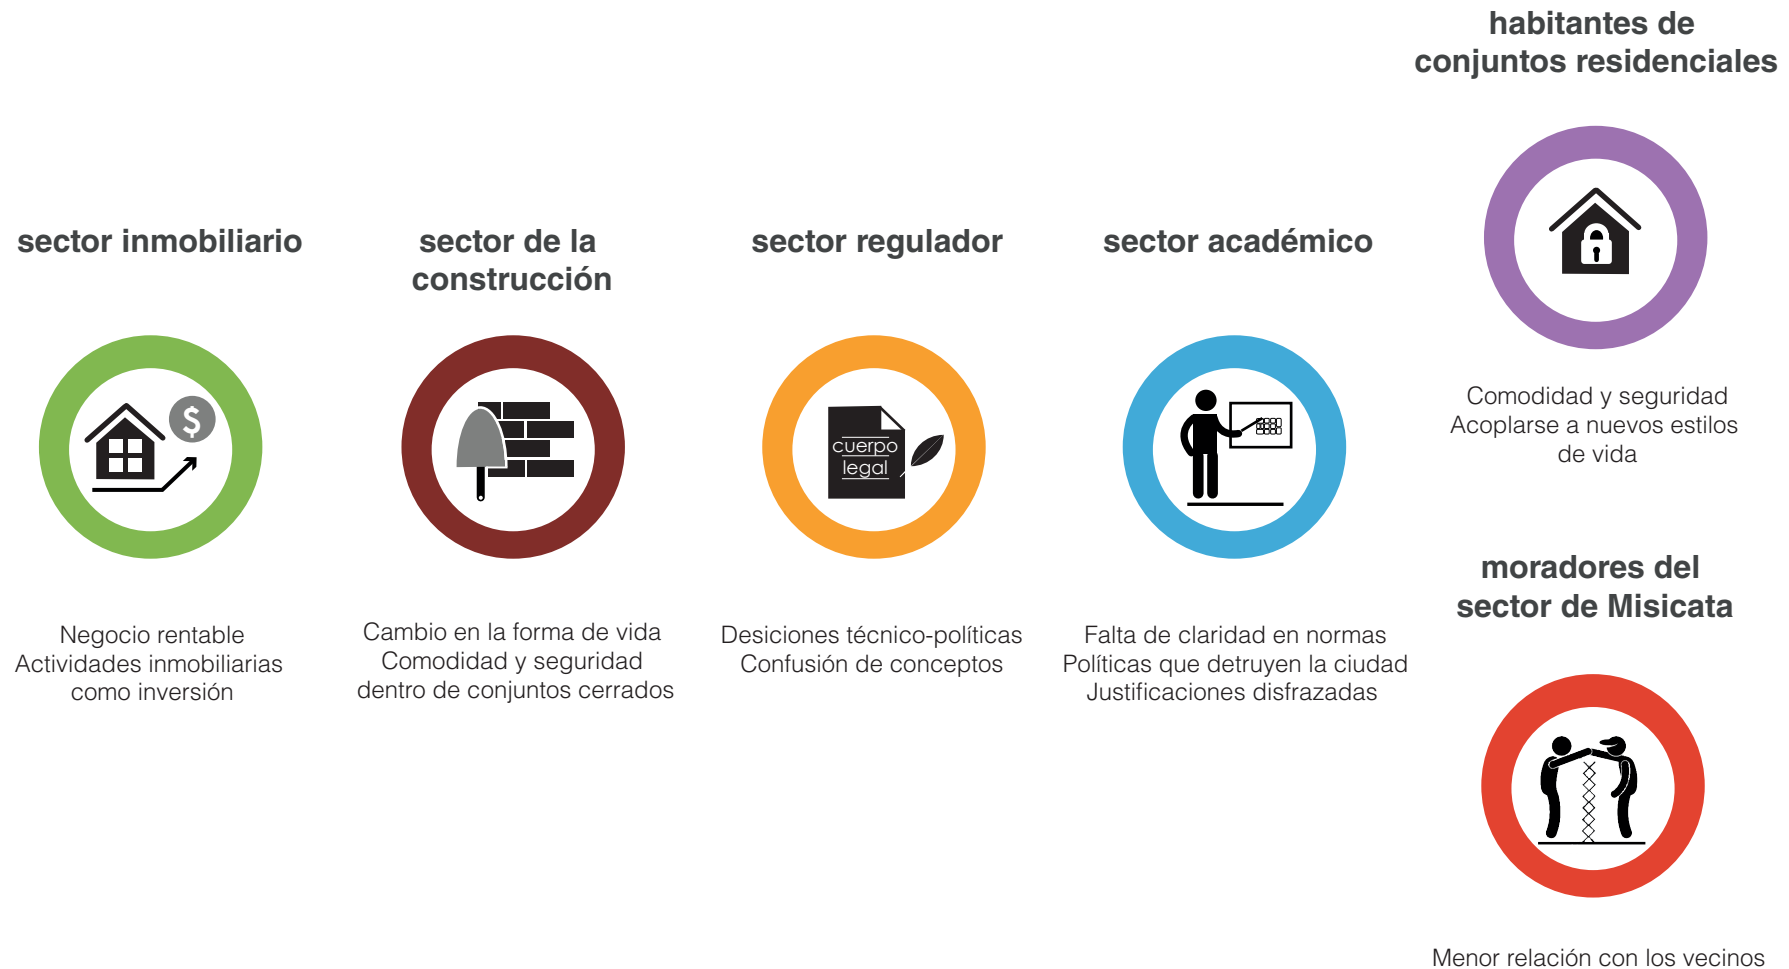 habitantes de
conjuntos residenciales
Comodidad y seguridad
Acoplarse a nuevos estilos
de vida
sector inmobiliario
$
Negocio rentable
Actividades inmobiliarias
como inversión
sector de la
construcción
Cambio en la forma de vida
Comodidad y seguridad
dentro de conjuntos cerrados
sector regulador
cuerpo
legal
Desiciones técnico-políticas
Confusión de conceptos
sector académico
Falta de claridad en normas
Políticas que detruyen la ciudad
Justificaciones disfrazadas
moradores del
sector de Misicata
Menor relación con los vecinos